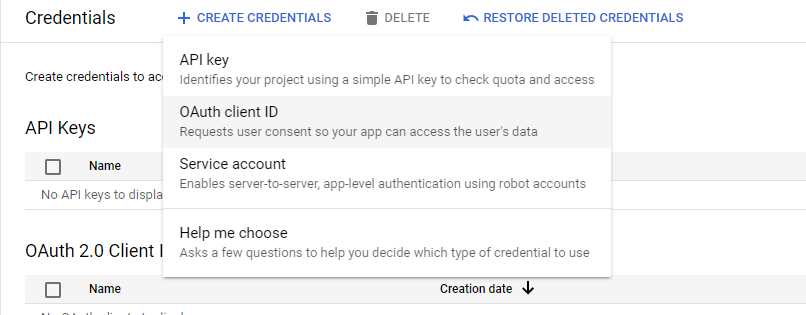 Credentials
+ CREATE CREDENTIALS
DELETE
RESTORE DELETED CREDENTIALS
Create credentials to
API key
Identifies your project using a simple API key to check quota and access
OAuth client ID
Requests user consent so your app can access the user's data
Service account
Enables server-to-server, app-level authentication using robot accounts
Help me choose
Asks a few questions to help you decide which type of credential to use
API Keys
Name
No API keys to displa
OAuth 2.0 Client I
Name
Creation date